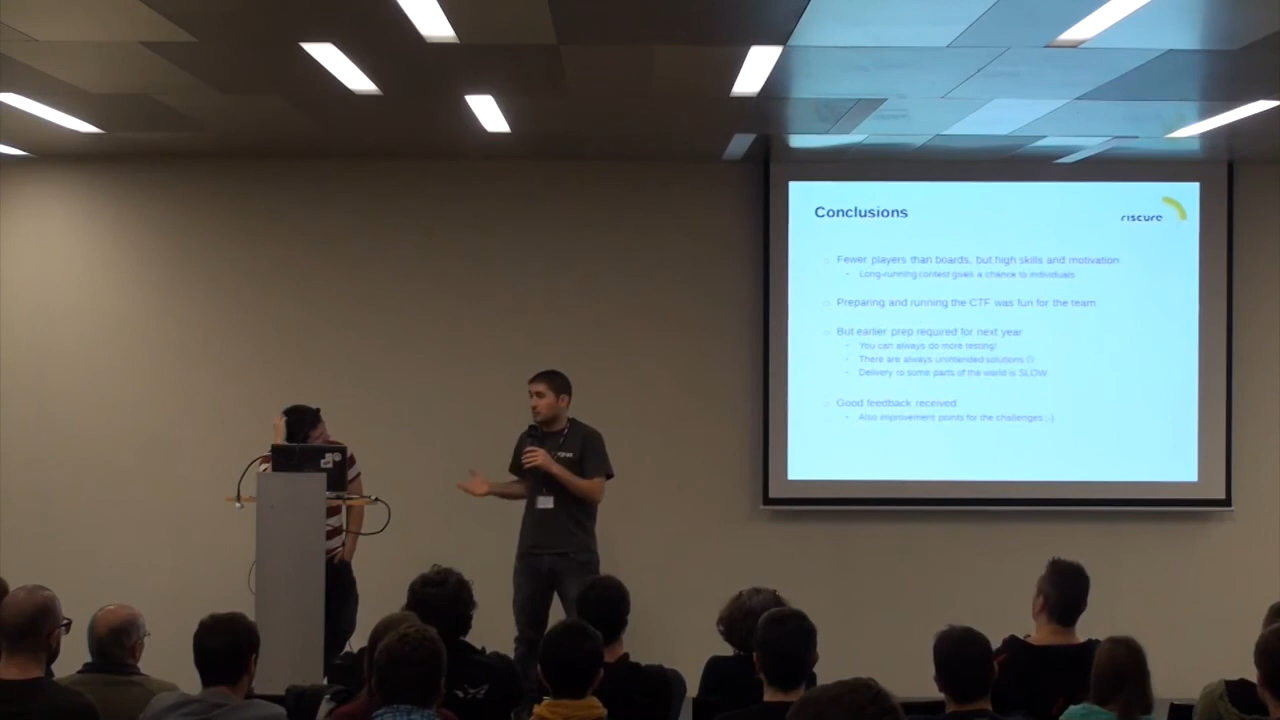 Conclusions
riscure
Fewer players than boards, but high skills and motivation
- Long-running contest gives a chance to individuals
Preparing and running the CTF was fun for the team
But earlier prep required for next year
- You can always do more testing!
- There are always unintended solutions
- Delivery to some parts of the world is SLOW
Good feedback received
- Also improvement points for the challenges ;-)